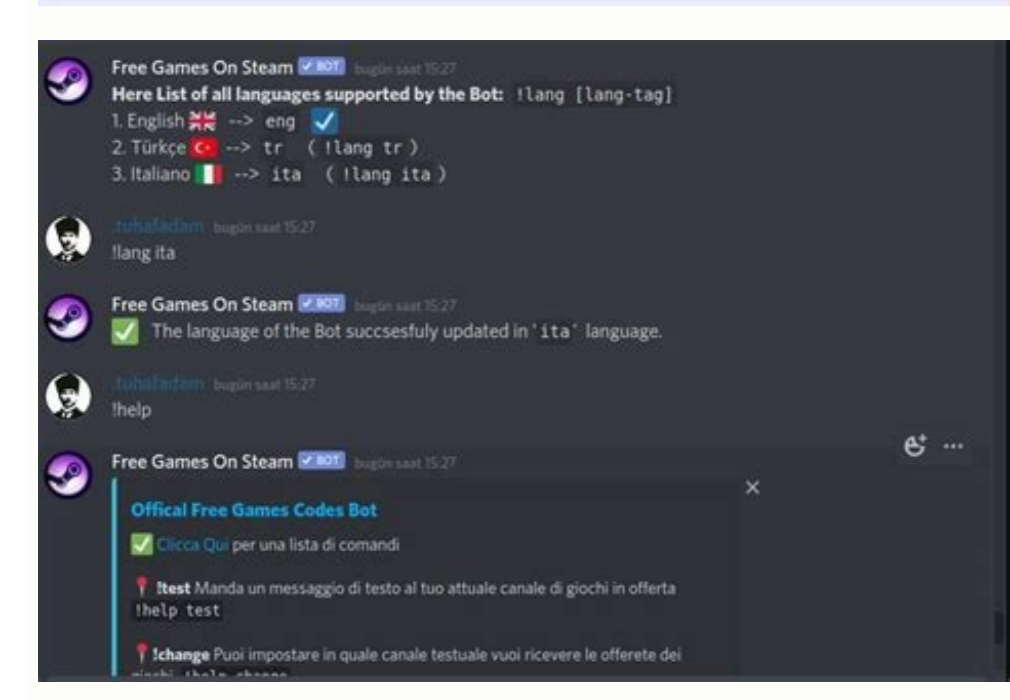 Free Games On Steam ✓ BOT bugün saat 15:27
Here List of all languages supported by the Bot: !lang [lang-tag]
1. English 🇬🇧 --> eng ☑
2. Türkçe 🇹🇷 --> tr ( !lang tr )
3. Italiano 🇮🇹 --> ita ( !lang ita )
.tuhafadam bugün saat 15:27
!lang ita
Free Games On Steam ✓ BOT bugün saat 15:27
✅ The language of the Bot succsesfuly updated in 'ita' language.
.tuhafadam bugün saat 15:27
!help
Free Games On Steam ✓ BOT bugün saat 15:27
Offical Free Games Codes Bot
✅ Clicca Qui per una lista di comandi
📍 !test Manda un messaggio di testo al tuo attuale canale di giochi in offerta
!help test
📍 !change Puoi impostare in quale canale testuale vuoi ricevere le offerete dei
giochi !help change